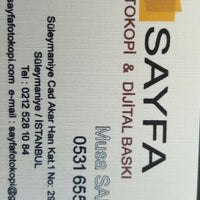 SAYFA
FOTOKOPİ & DİJİTAL BASKI
Musa
0531 655
Süleymaniye Cad Akar Han Kat:1 No: 29
Süleymaniye / İSTANBUL
Tel : 0212 528 10 84
sayfafotokopi.com e-mail : sayfafotokopi@g